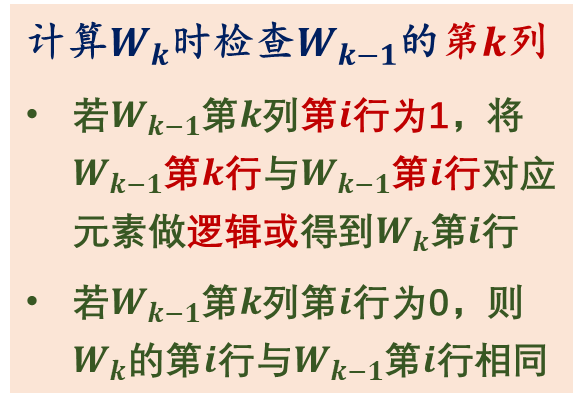 计算Wₖ时检查Wₖ₋₁的第k列
• 若Wₖ₋₁第k列第i行为1，将
Wₖ₋₁第k行与Wₖ₋₁第i行对应
元素做逻辑或得到Wₖ第i行
• 若Wₖ₋₁第k列第i行为0，则
Wₖ的第i行与Wₖ₋₁第i行相同